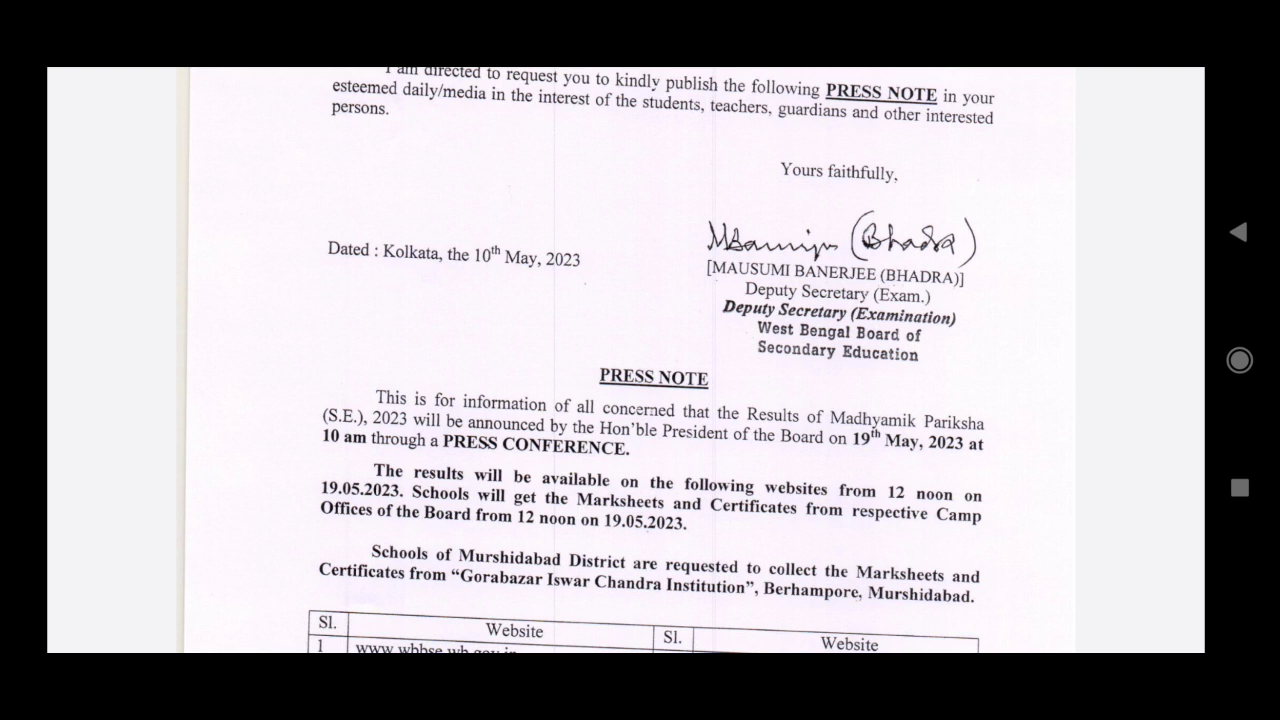 I am directed to request you to kindly publish the following PRESS NOTE in your
esteemed daily/media in the interest of the students, teachers, guardians and other interested
persons.
Yours faithfully,
(Bhadra)
Dated : Kolkata, the 10th May, 2023
[MAUSUMI BANERJEE (BHADRA)]
Deputy Secretary (Exam.)
Deputy Secretary (Examination)
West Bengal Board of
Secondary Education
PRESS NOTE
This is for information of all concerned that the Results of Madhyamik Pariksha
(S.E.), 2023 will be announced by the Hon'ble President of the Board on 19th May, 2023 at
10 am through a PRESS CONFERENCE.
The results will be available on the following websites from 12 noon on
19.05.2023. Schools will get the Marksheets and Certificates from respective Camp
Offices of the Board from 12 noon on 19.05.2023.
Schools of Murshidabad District are requested to collect the Marksheets and
Certificates from “Gorabazar Iswar Chandra Institution”, Berhampore, Murshidabad.
Sl. Website Sl. Website
1